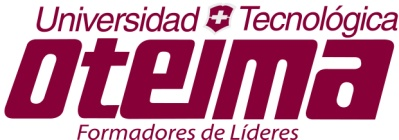 Universidad Tecnológica
oteima
Formadores de Líderes